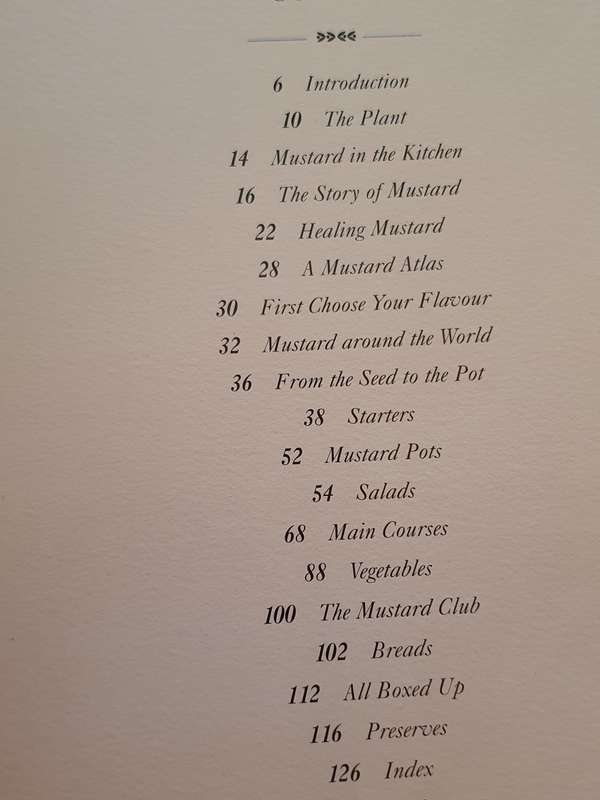 6 Introduction
10 The Plant
14 Mustard in the Kitchen
16 The Story of Mustard
22 Healing Mustard
28 A Mustard Atlas
30 First Choose Your Flavour
32 Mustard around the World
36 From the Seed to the Pot
38 Starters
52 Mustard Pots
54 Salads
68 Main Courses
88 Vegetables
100 The Mustard Club
102 Breads
112 All Boxed Up
116 Preserves
126 Index